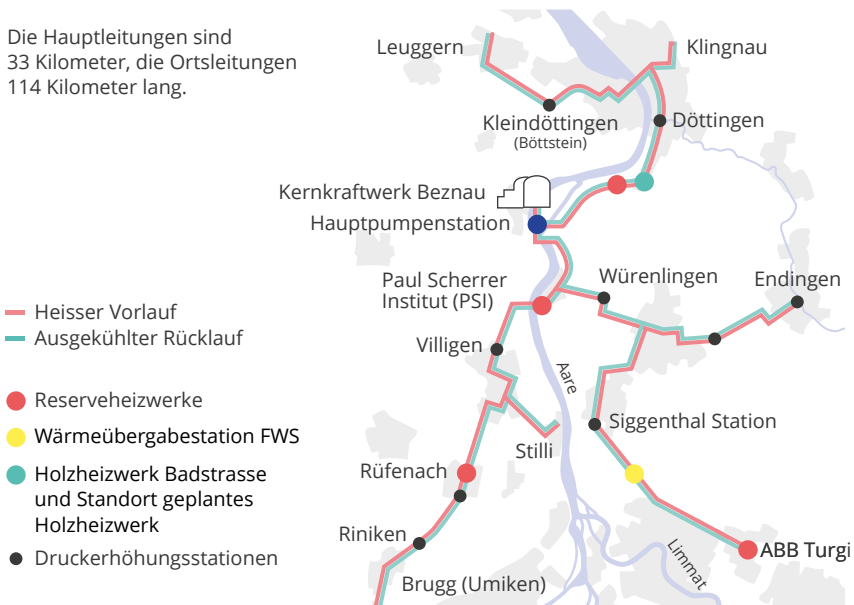 Die Hauptleitungen sind
33 Kilometer, die Ortsleitungen
114 Kilometer lang.
Leuggern
Klingnau
Kleindöttingen
(Böttstein)
Döttingen
Kernkraftwerk Beznau
Hauptpumpenstation
Paul Scherrer
Institut (PSI)
Würenlingen
Endingen
Heisser Vorlauf
Ausgekühlter Rücklauf
Villigen
Aare
Reserveheizwerke
Wärmeübergabestation FWS
Holzheizwerk Badstrasse
und Standort geplantes
Holzheizwerk
Druckerhöhungsstationen
Siggenthal Station
Stilli
Rüfenach
Riniken
Brugg (Umiken)
Limmat
ABB Turgi